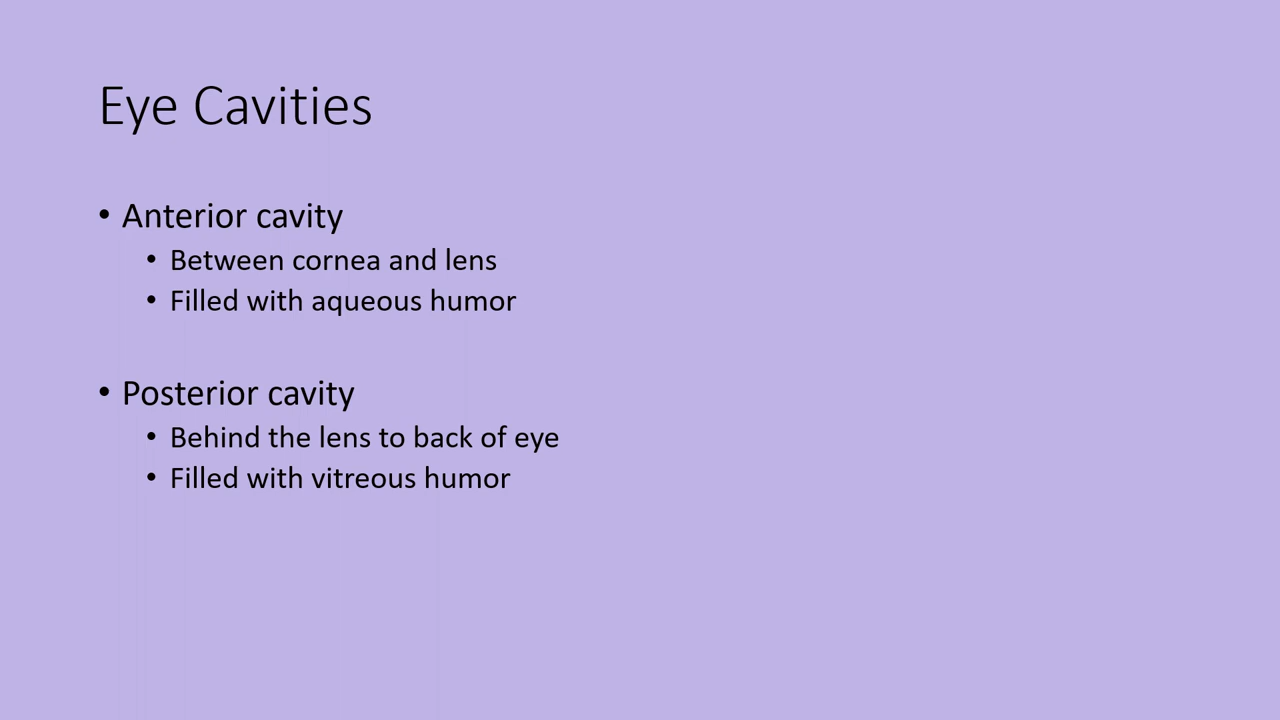 Eye Cavities
• Anterior cavity
• Between cornea and lens
• Filled with aqueous humor
• Posterior cavity
• Behind the lens to back of eye
• Filled with vitreous humor